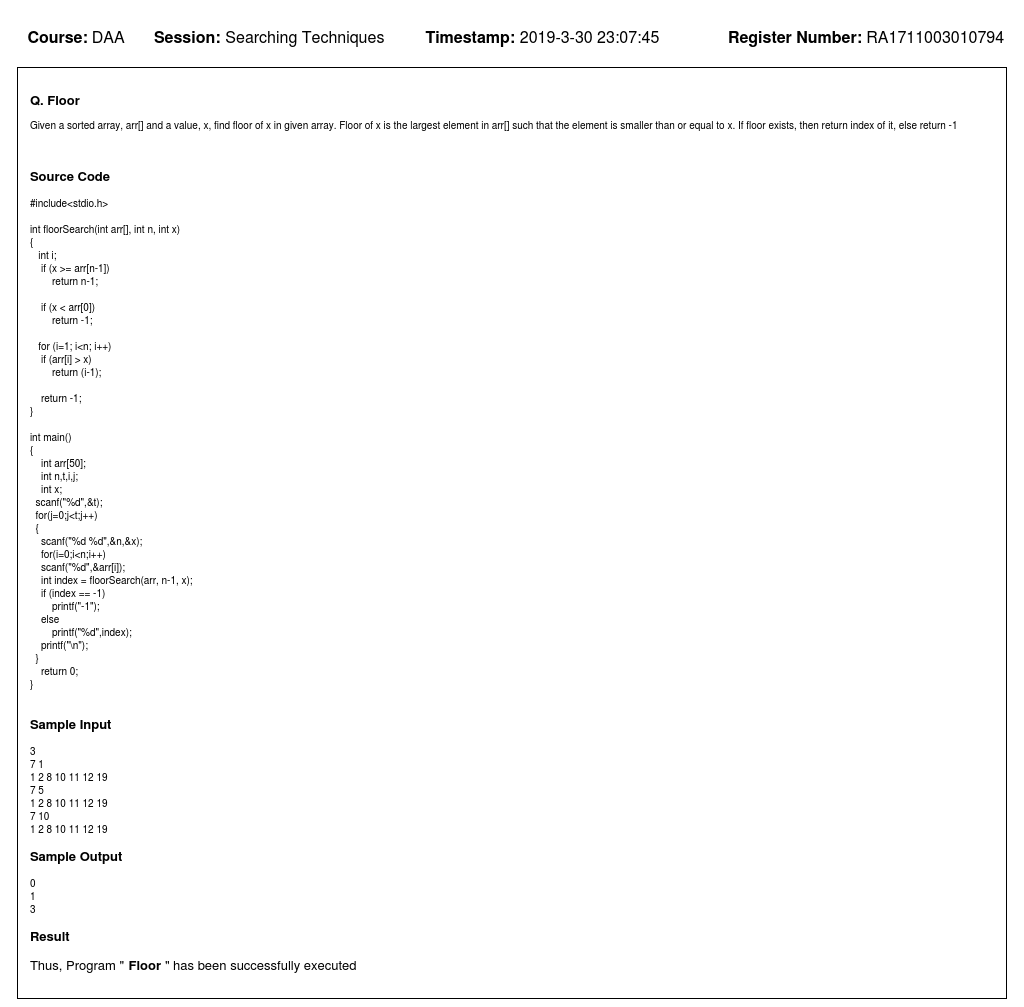 Course: DAA Session: Searching Techniques Timestamp: 2019-3-30 23:07:45 Register Number: RA1711003010794
Q. Floor
Given a sorted array, arr[] and a value, x, find floor of x in given array. Floor of x is the largest element in arr[] such that the element is smaller than or equal to x. If floor exists, then return index of it, else return -1
Source Code
#include<stdio.h>
int floorSearch(int arr[], int n, int x)
{
int i;
if (x >= arr[n-1])
return n-1;
if (x < arr[0])
return -1;
for (i=1; i<n; i++)
if (arr[i] > x)
return (i-1);
return -1;
}
int main()
{
int arr[50];
int n,t,i,j;
int x;
scanf("%d",&t);
for(j=0;j<t;j++)
{
scanf("%d %d",&n,&x);
for(i=0;i<n;i++)
scanf("%d",&arr[i]);
int index = floorSearch(arr, n-1, x);
if (index == -1)
printf("-1");
else
printf("%d",index);
printf("\n");
}
return 0;
}
Sample Input
3
7 1
1 2 8 10 11 12 19
7 5
1 2 8 10 11 12 19
7 10
1 2 8 10 11 12 19
Sample Output
0
1
3
Result
Thus, Program " Floor " has been successfully executed